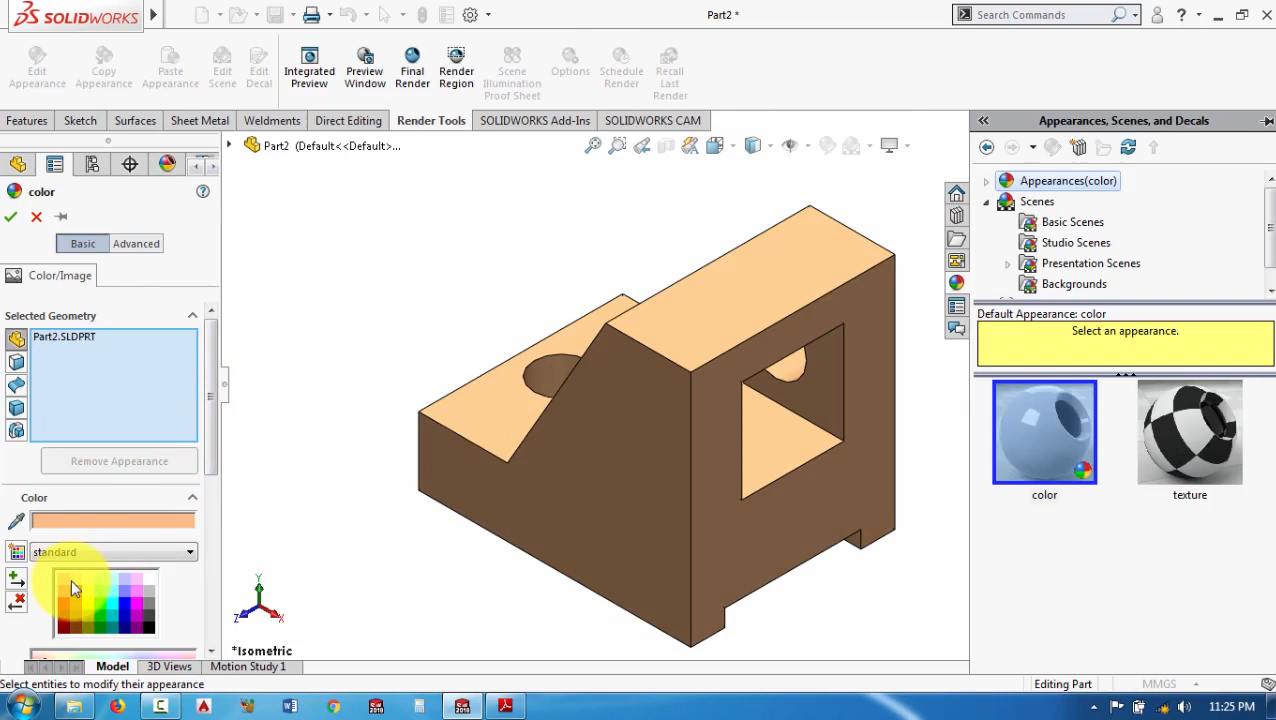 SOLIDWORKS
Part2 *
Search Commands
Edit
Appearance
Copy
Appearance
Paste
Appearance
Edit
Scene
Edit
Decal
Integrated
Preview
Preview
Window
Final
Render
Render
Region
Scene
Illumination
Proof Sheet
Options
Schedule
Render
Recall
Last
Render
Features
Sketch
Surfaces
Sheet Metal
Weldments
Direct Editing
Render Tools
SOLIDWORKS Add-Ins
SOLIDWORKS CAM
Appearances, Scenes, and Decals
Part2 (Default<<Default>...
color
Basic
Advanced
Color/Image
Selected Geometry
Part2.SLDPRT
Remove Appearance
Color
standard
Appearances(color)
Scenes
Basic Scenes
Studio Scenes
Presentation Scenes
Backgrounds
Default Appearance: color
Select an appearance.
color
texture
Y
Z
X
*Isometric
Model
3D Views
Motion Study 1
Select entities to modify their appearance
Editing Part
MMGS
11:25 PM